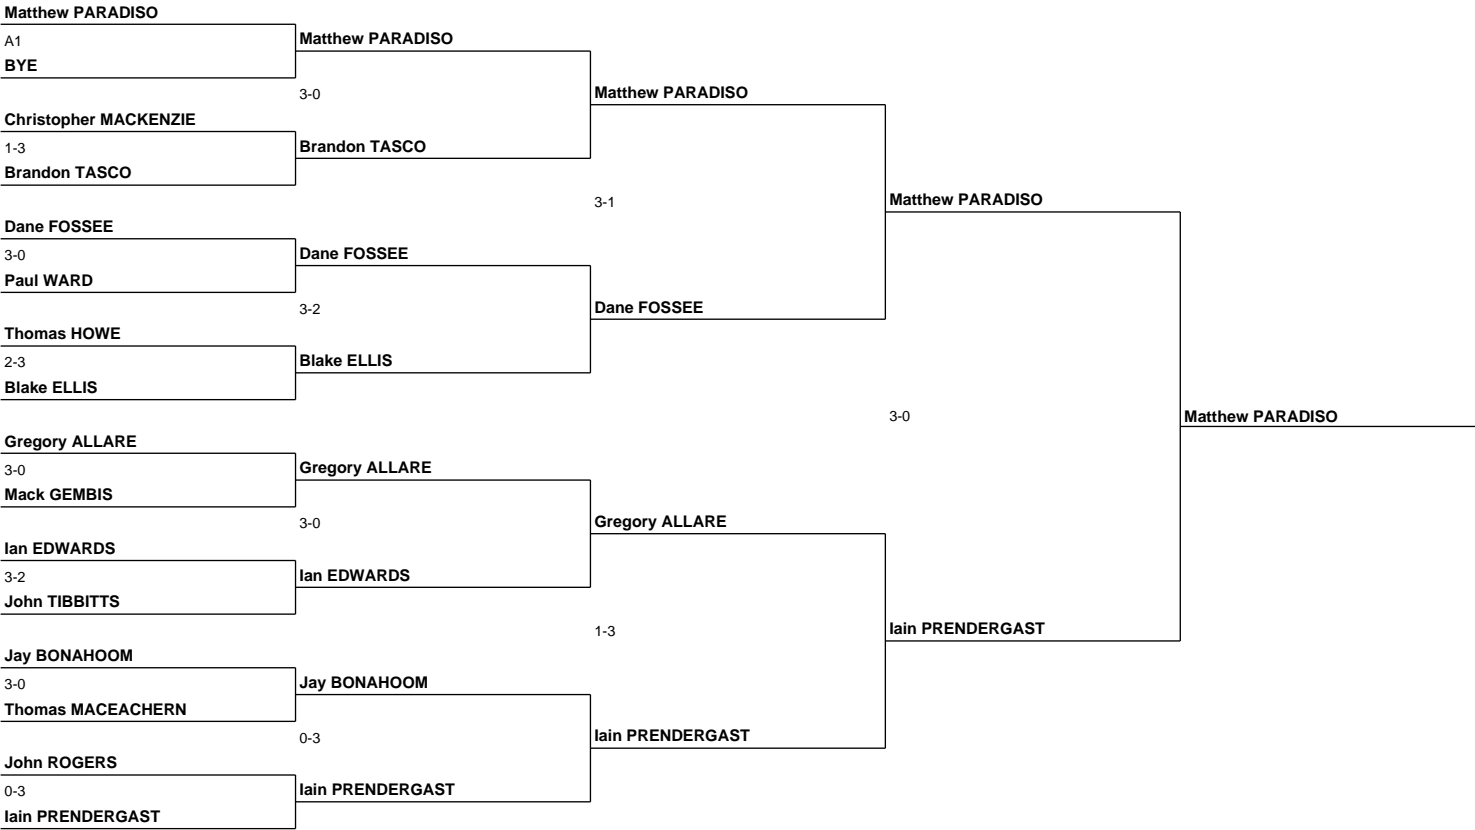 Matthew PARADISO
A1
BYE
Christopher MACKENZIE
1-3
Brandon TASCO
Dane FOSSEE
3-0
Paul WARD
Thomas HOWE
2-3
Blake ELLIS
Gregory ALLARE
3-0
Mack GEMBIS
Ian EDWARDS
3-2
John TIBBITTS
Jay BONAHOOM
3-0
Thomas MACEACHERN
John ROGERS
0-3
Iain PRENDERGAST
Matthew PARADISO
3-0
Brandon TASCO
Dane FOSSEE
3-2
Blake ELLIS
Gregory ALLARE
3-0
Ian EDWARDS
Jay BONAHOOM
0-3
Iain PRENDERGAST
Matthew PARADISO
3-1
Dane FOSSEE
Gregory ALLARE
1-3
Iain PRENDERGAST
Matthew PARADISO
3-0
Iain PRENDERGAST
Matthew PARADISO